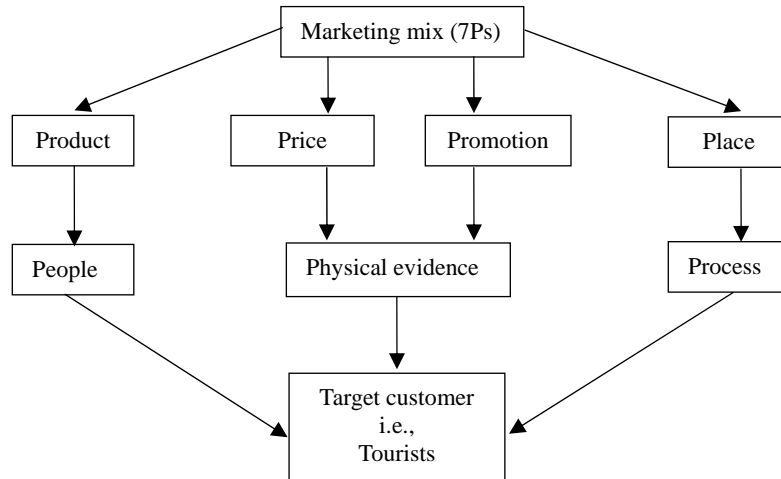 Marketing mix (7Ps)
Product
Price
Promotion
Place
People
Physical evidence
Process
Target customer
i.e.,
Tourists